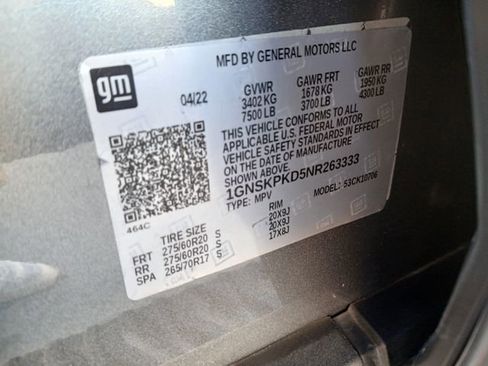 gm
MFD BY GENERAL MOTORS LLC
04/22 GVWR GAWR FRT GAWR RR
3402 KG 1678 KG 1950 KG
7500 LB 3700 LB 4300 LB
THIS VEHICLE CONFORMS TO ALL
APPLICABLE U.S. FEDERAL MOTOR
VEHICLE SAFETY STANDARDS IN EFFECT
ON THE DATE OF MANUFACTURE
SHOWN ABOVE
1GNSKPKD5NR263333
TYPE: MPV MODEL: 53CK10706
464C
TIRE SIZE RIM
FRT 275/60R20 S 20X9J
RR 275/60R20 S 20X9J
SPA 265/70R17 S 17X8J